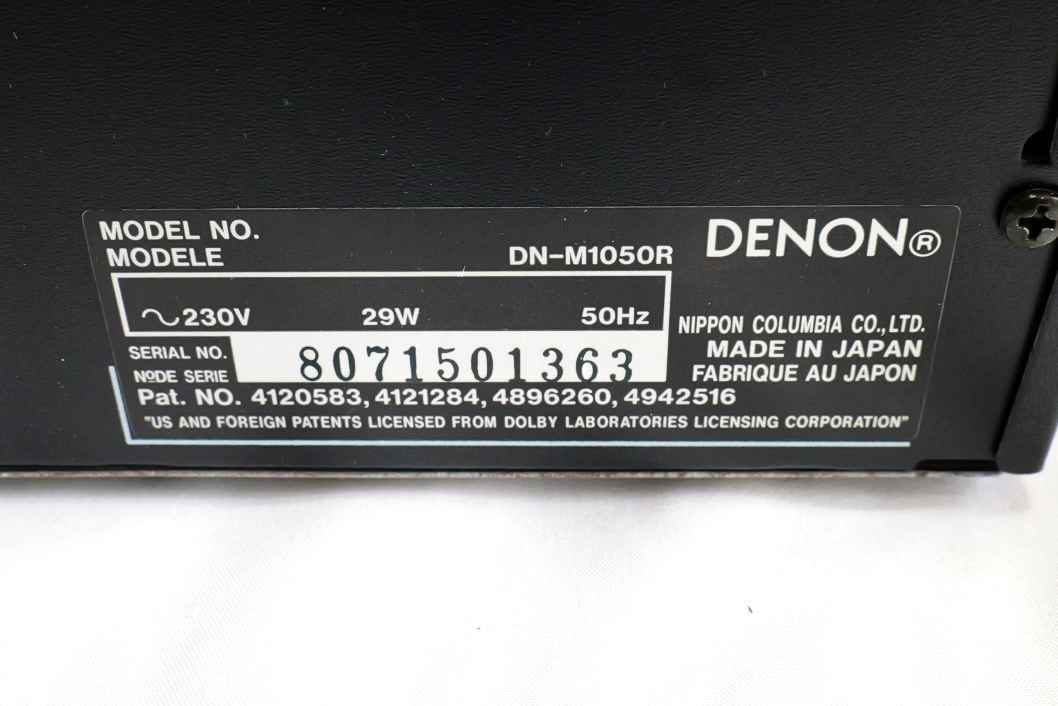 MODEL NO.
MODELE
DN-M1050R
DENON®
~230V 29W 50Hz
NIPPON COLUMBIA CO.,LTD.
SERIAL NO.
NºDE SERIE
8071501363
MADE IN JAPAN
FABRIQUE AU JAPON
Pat. NO. 4120583, 4121284, 4896260, 4942516
"US AND FOREIGN PATENTS LICENSED FROM DOLBY LABORATORIES LICENSING CORPORATION"